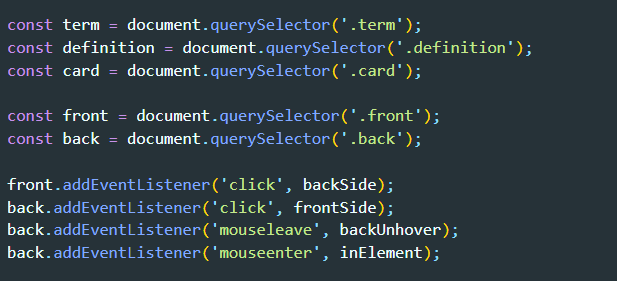 const term = document.querySelector('.term');
const definition = document.querySelector('.definition');
const card = document.querySelector('.card');
const front = document.querySelector('.front');
const back = document.querySelector('.back');
front.addEventListener('click', backSide);
back.addEventListener('click', frontSide);
back.addEventListener('mouseleave', backUnhover);
back.addEventListener('mouseenter', inElement);